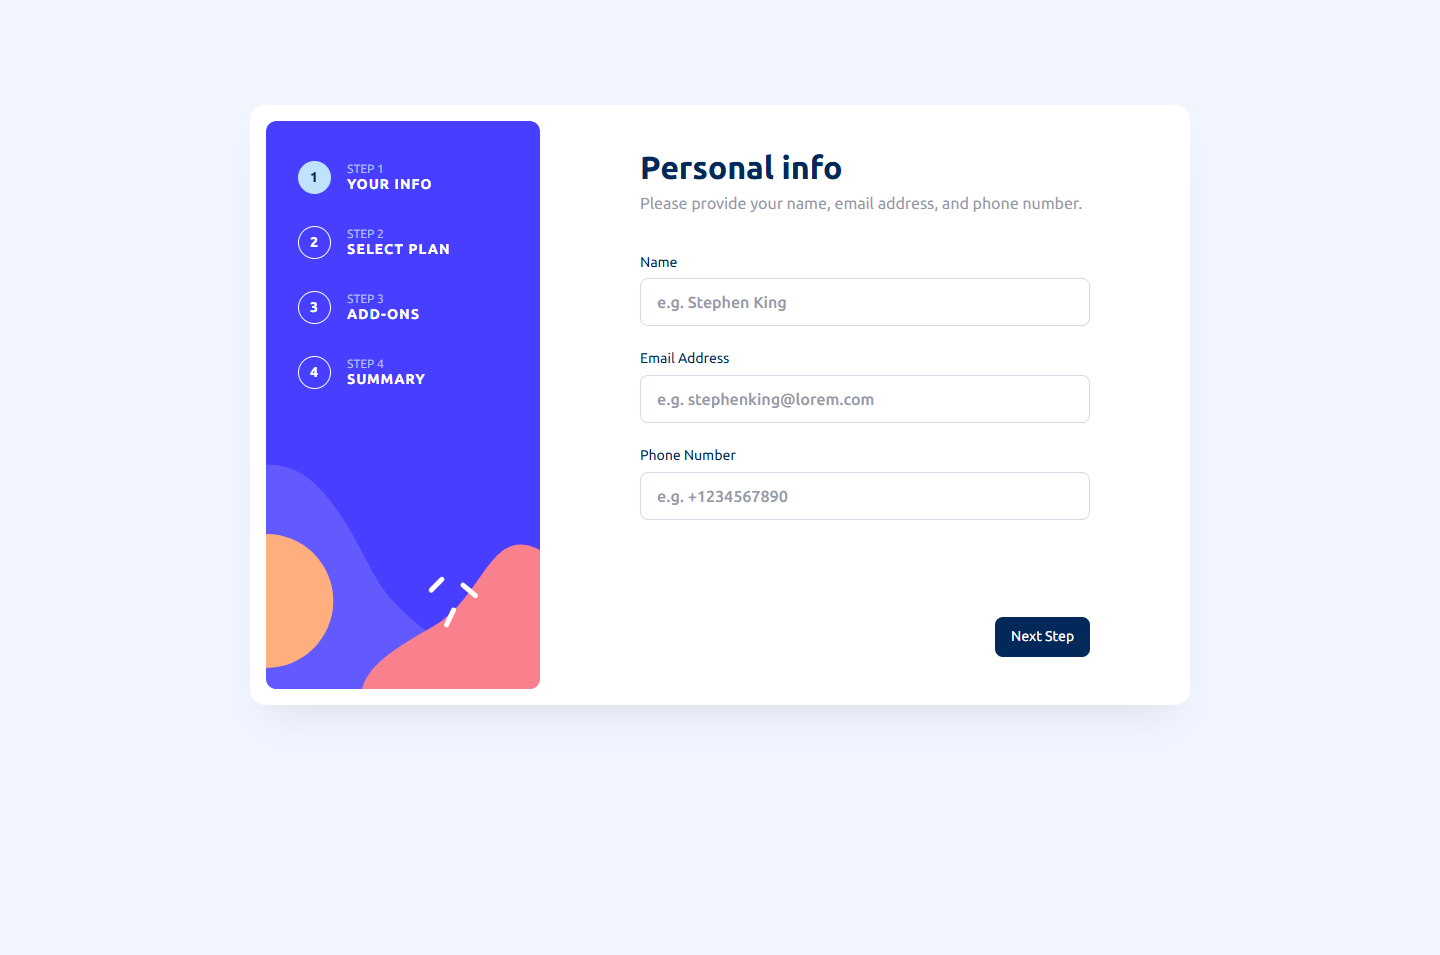 1
STEP 1
YOUR INFO
2
STEP 2
SELECT PLAN
3
STEP 3
ADD-ONS
4
STEP 4
SUMMARY
Personal info
Please provide your name, email address, and phone number.
Name
e.g. Stephen King
Email Address
e.g. stephenking@lorem.com
Phone Number
e.g. +1234567890
Next Step